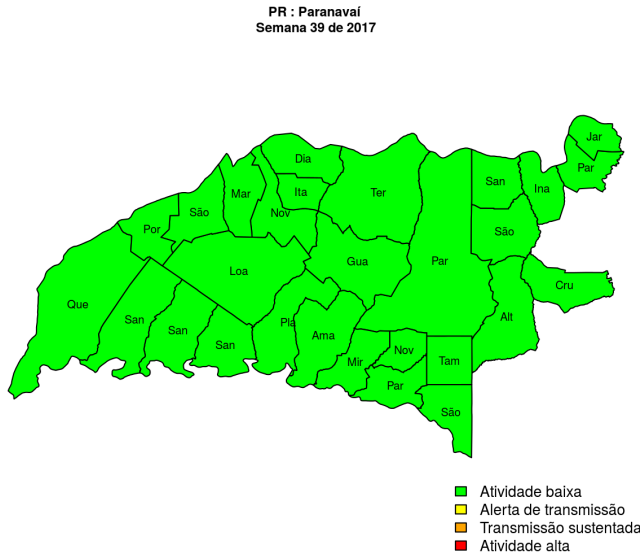 PR : Paranavaí
Semana 39 de 2017
Jar
Par
Dia
Ita
Mar
Ter
San
Ina
São
Nov
Por
São
Loa
Gua
Par
Cru
Que
San
San
San
Pla
Ama
Alt
Mir
Nov
Tam
Par
São
Atividade baixa
Alerta de transmissão
Transmissão sustentada
Atividade alta